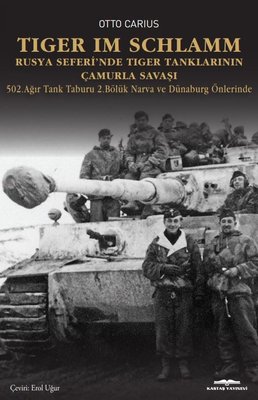 OTTO CARIUS
TIGER IM SCHLAMM
RUSYA SEFERİ'NDE TIGER TANKLARININ
ÇAMURLA SAVAŞI
502. Ağır Tank Taburu 2.Bölük Narva ve Dünaburg Önlerinde
Çeviri: Erol Uğur
KASTAŞ YAYINEVİ